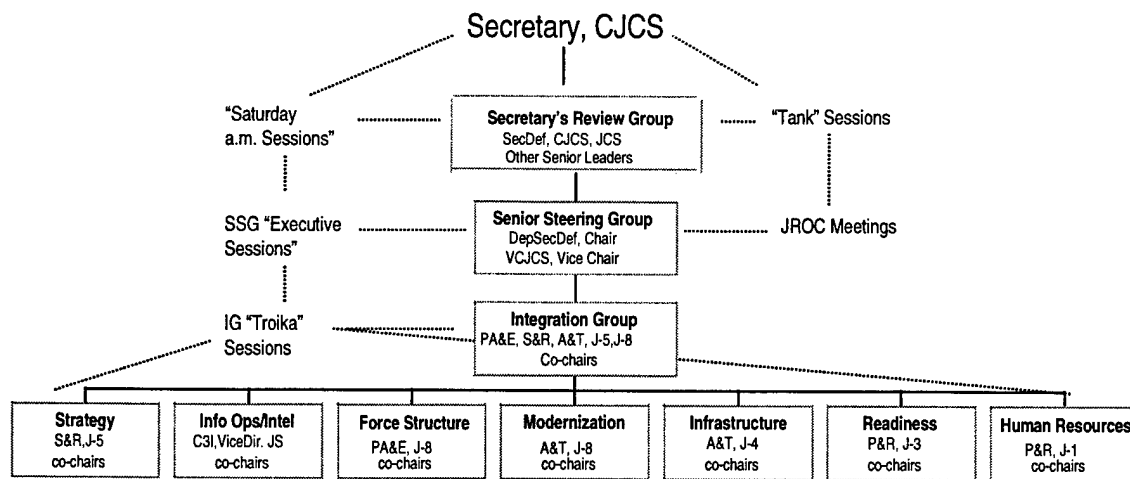 Secretary, CJCS
"Saturday
a.m. Sessions"
Secretary's Review Group
SecDef, CJCS, JCS
Other Senior Leaders
"Tank" Sessions
SSG "Executive
Sessions"
Senior Steering Group
DepSecDef, Chair
VCJCS, Vice Chair
JROC Meetings
IG "Troika"
Sessions
Integration Group
PA&E, S&R, A&T, J-5,J-8
Co-chairs
Strategy
S&R,J-5
co-chairs
Info Ops/Intel
C3I,ViceDir. JS
co-chairs
Force Structure
PA&E, J-8
co-chairs
Modernization
A&T, J-8
co-chairs
Infrastructure
A&T, J-4
co-chairs
Readiness
P&R, J-3
co-chairs
Human Resources
P&R, J-1
co-chairs